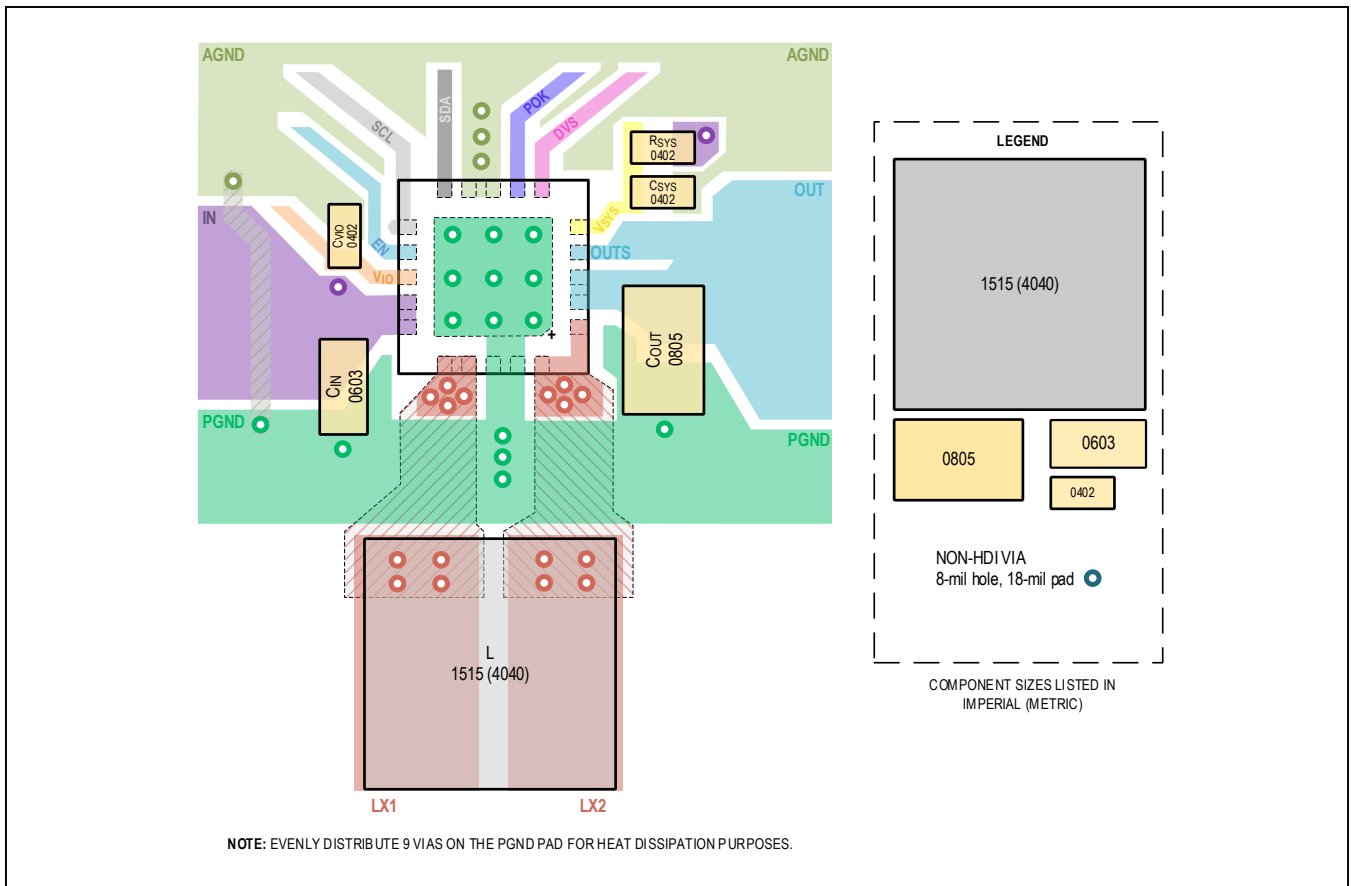 AGND
AGND
SCL
SDA
POK
DVS
RSYS
0402
CSYS
0402
VSYS
OUT
IN
CVIO
0402
EN
VIO
OUTS
CIN
0603
COUT
0805
+
PGND
PGND
L
1515 (4040)
LX1
LX2
NOTE: EVENLY DISTRIBUTE 9 VIAS ON THE PGND PAD FOR HEAT DISSIPATION PURPOSES.
LEGEND
1515 (4040)
0805
0603
0402
NON-HDI VIA
8-mil hole, 18-mil pad
COMPONENT SIZES LISTED IN
IMPERIAL (METRIC)